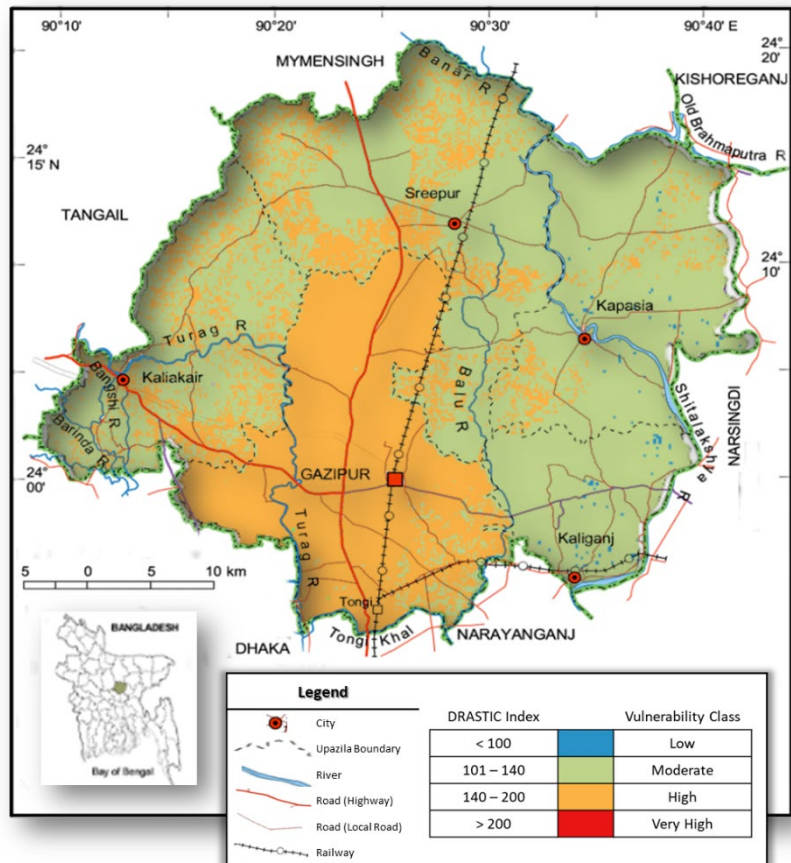 90°10'
90°20'
90°30'
90°40' E
24°
20'
MYMENSINGH
Banar R
KISHOREGANJ
Old Brahmaputra R
24°
15' N
Sreepur
TANGAIL
24°
10'
Kapasia
Turag R
Kaliakair
Bangshi R
Barinda R
Balu R
Shitalakshya R
NARSINGDI
24°
00'
GAZIPUR
Turag R
Kaliganj
5 0 5 10 km
Tongi
DHAKA
Tongi Khal
NARAYANGANJ
BANGLADESH
Bay of Bengal
Legend
City
Upazila Boundary
River
Road (Highway)
Road (Local Road)
Railway
DRASTIC Index Vulnerability Class
< 100 Low
101 – 140 Moderate
140 – 200 High
> 200 Very High